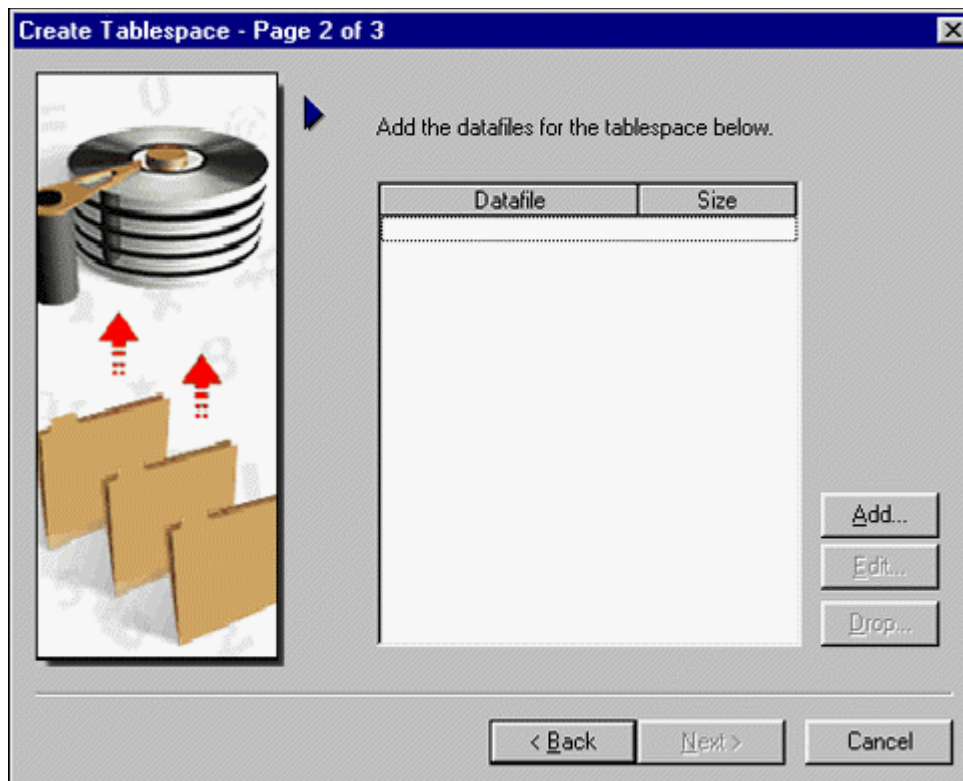 Create Tablespace - Page 2 of 3
Add the datafiles for the tablespace below.
Datafile Size
Add...
Edit...
Drop...
< Back Next > Cancel